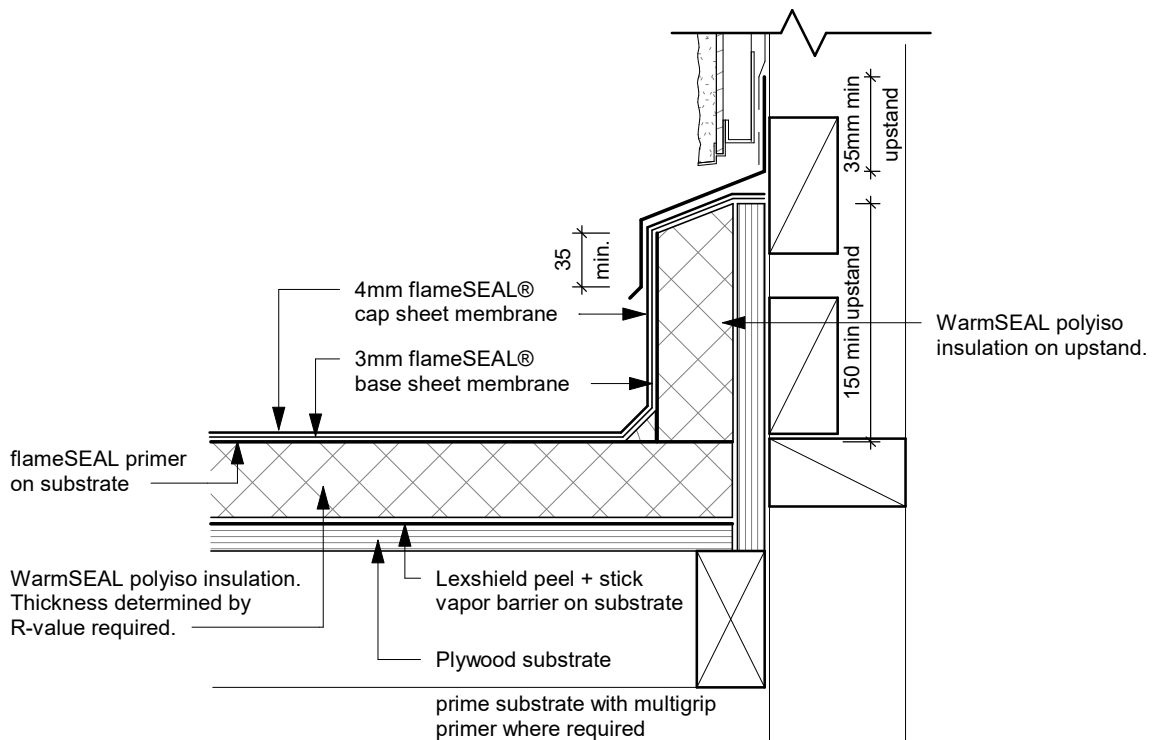 35mm min
upstand
35
min.
150 min upstand
4mm flameSEAL®
cap sheet membrane
3mm flameSEAL®
base sheet membrane
WarmSEAL polyiso
insulation on upstand.
flameSEAL primer
on substrate
WarmSEAL polyiso insulation.
Thickness determined by
R-value required.
Lexshield peel + stick
vapor barrier on substrate
Plywood substrate
prime substrate with multigrip
primer where required